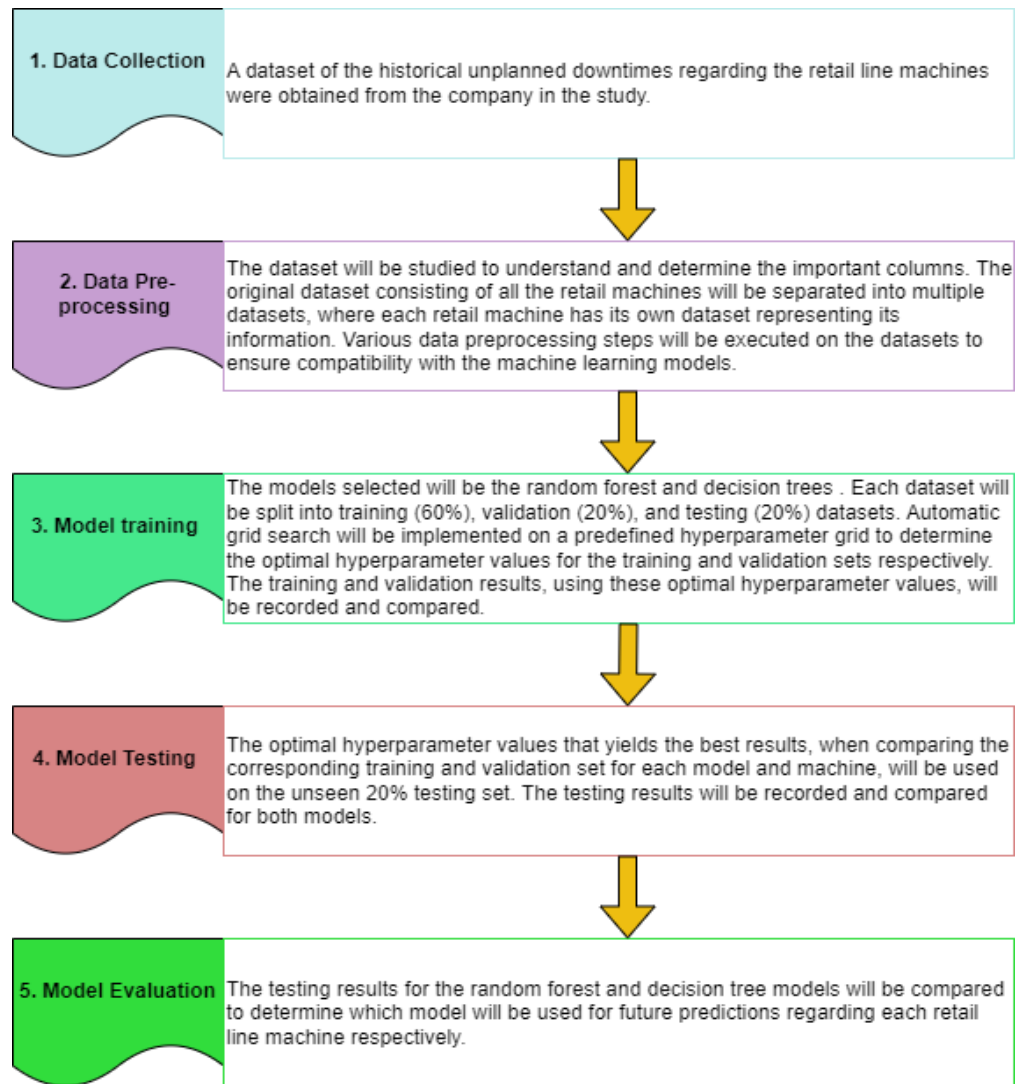 1. Data Collection
A dataset of the historical unplanned downtimes regarding the retail line machines
were obtained from the company in the study.
2. Data Pre-
processing
The dataset will be studied to understand and determine the important columns. The
original dataset consisting of all the retail machines will be separated into multiple
datasets, where each retail machine has its own dataset representing its
information. Various data preprocessing steps will be executed on the datasets to
ensure compatibility with the machine learning models.
3. Model training
The models selected will be the random forest and decision trees . Each dataset will
be split into training (60%), validation (20%), and testing (20%) datasets. Automatic
grid search will be implemented on a predefined hyperparameter grid to determine
the optimal hyperparameter values for the training and validation sets respectively.
The training and validation results, using these optimal hyperparameter values, will
be recorded and compared.
4. Model Testing
The optimal hyperparameter values that yields the best results, when comparing the
corresponding training and validation set for each model and machine, will be used
on the unseen 20% testing set. The testing results will be recorded and compared
for both models.
5. Model Evaluation
The testing results for the random forest and decision tree models will be compared
to determine which model will be used for future predictions regarding each retail
line machine respectively.